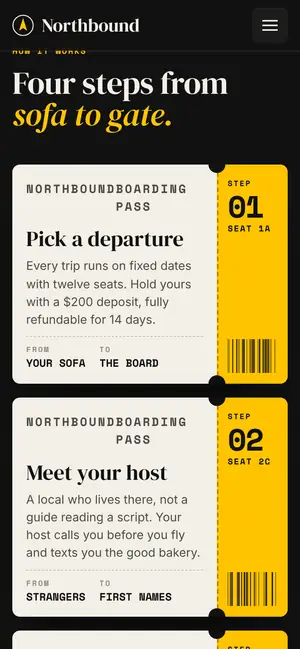 Northbound
HOW IT WORKS
Four steps from
sofa to gate.
NORTHBOUNDBOARDING
PASS
Pick a departure
Every trip runs on fixed dates
with twelve seats. Hold yours
with a $200 deposit, fully
refundable for 14 days.
FROM TO
YOUR SOFA THE BOARD
STEP
01
SEAT 1A
NORTHBOUNDBOARDING
PASS
Meet your host
A local who lives there, not a
guide reading a script. Your
host calls you before you fly
and texts you the good bakery.
FROM TO
STRANGERS FIRST NAMES
STEP
02
SEAT 2C
STEP